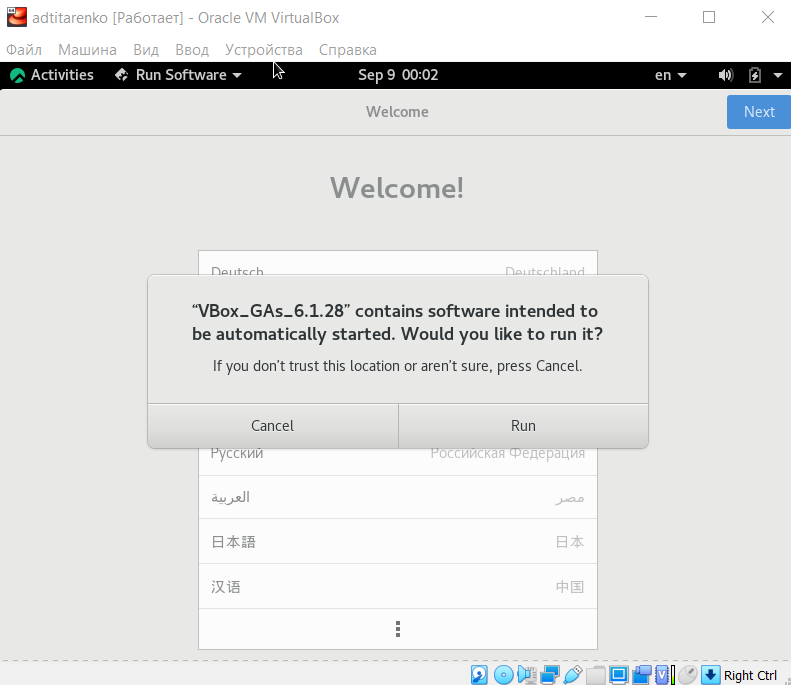 adtitarenko [Работает] - Oracle VM VirtualBox
Файл Машина Вид Ввод Устройства Справка
Activities Run Software Sep 9 00:02 en
Welcome Next
Welcome!
Deutsch Deutschland
“VBox_GAs_6.1.28” contains software intended to
be automatically started. Would you like to run it?
If you don't trust this location or aren't sure, press Cancel.
Cancel Run
Русский Российская Федерация
العربية مصر
日本語 日本
汉语 中国
Right Ctrl